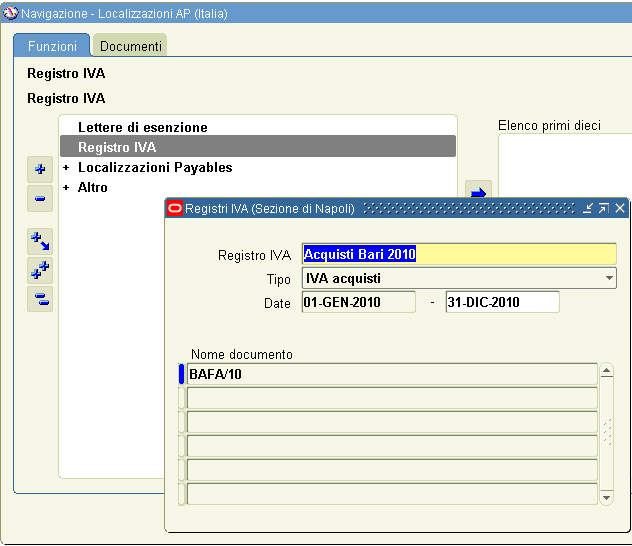 Navigazione - Localizzazioni AP (Italia)
Funzioni
Documenti
Registro IVA
Registro IVA
Lettere di esenzione
Registro IVA
+ Localizzazioni Payables
+ Altro
Elenco primi dieci
Registri IVA (Sezione di Napoli)
Registro IVA Acquisti Bari 2010
Tipo IVA acquisti
Date 01-GEN-2010 - 31-DIC-2010
Nome documento
BAFA/10